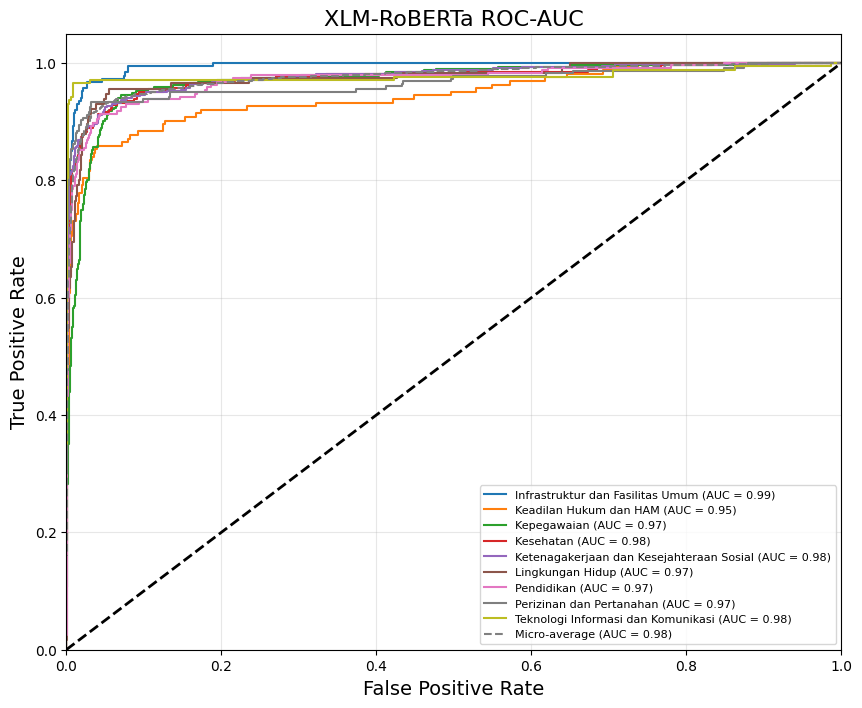 XLM-RoBERTa ROC-AUC
True Positive Rate
1.0
0.8
0.6
0.4
0.2
0.0
Infrastruktur dan Fasilitas Umum (AUC = 0.99)
Keadilan Hukum dan HAM (AUC = 0.95)
Kepegawaian (AUC = 0.97)
Kesehatan (AUC = 0.98)
Ketenagakerjaan dan Kesejahteraan Sosial (AUC = 0.98)
Lingkungan Hidup (AUC = 0.97)
Pendidikan (AUC = 0.97)
Perizinan dan Pertanahan (AUC = 0.97)
Teknologi Informasi dan Komunikasi (AUC = 0.98)
Micro-average (AUC = 0.98)
0.0 0.2 0.4 0.6 0.8 1.0
False Positive Rate